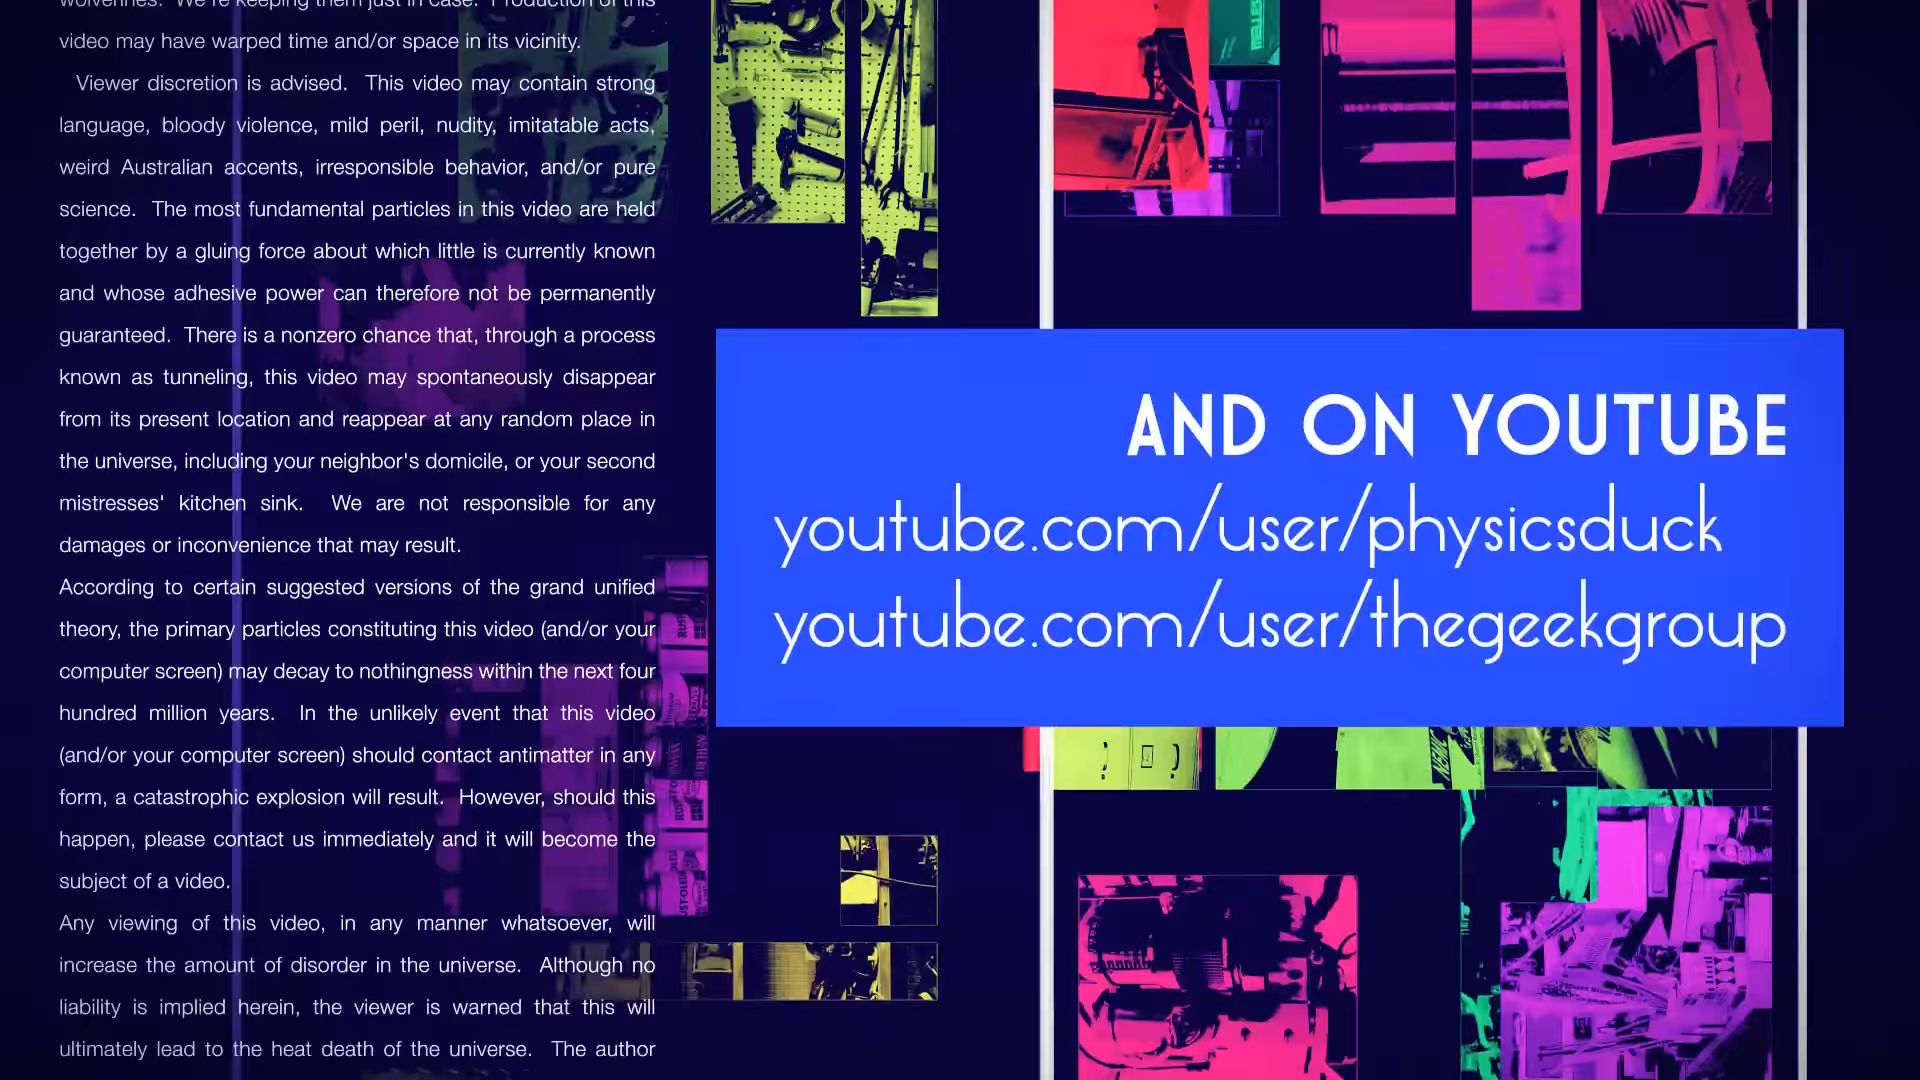 wolverines. We're keeping them just in case. Production of this
video may have warped time and/or space in its vicinity.
Viewer discretion is advised. This video may contain strong
language, bloody violence, mild peril, nudity, imitatable acts,
weird Australian accents, irresponsible behavior, and/or pure
science. The most fundamental particles in this video are held
together by a gluing force about which little is currently known
and whose adhesive power can therefore not be permanently
guaranteed. There is a nonzero chance that, through a process
known as tunneling, this video may spontaneously disappear
from its present location and reappear at any random place in
the universe, including your neighbor's domicile, or your second
mistresses' kitchen sink. We are not responsible for any
damages or inconvenience that may result.
According to certain suggested versions of the grand unified
theory, the primary particles constituting this video (and/or your
computer screen) may decay to nothingness within the next four
hundred million years. In the unlikely event that this video
(and/or your computer screen) should contact antimatter in any
form, a catastrophic explosion will result. However, should this
happen, please contact us immediately and it will become the
subject of a video.
Any viewing of this video, in any manner whatsoever, will
increase the amount of disorder in the universe. Although no
liability is implied herein, the viewer is warned that this will
ultimately lead to the heat death of the universe. The author
AND ON YOUTUBE
youtube.com/user/physicsduck
youtube.com/user/thegeekgroup